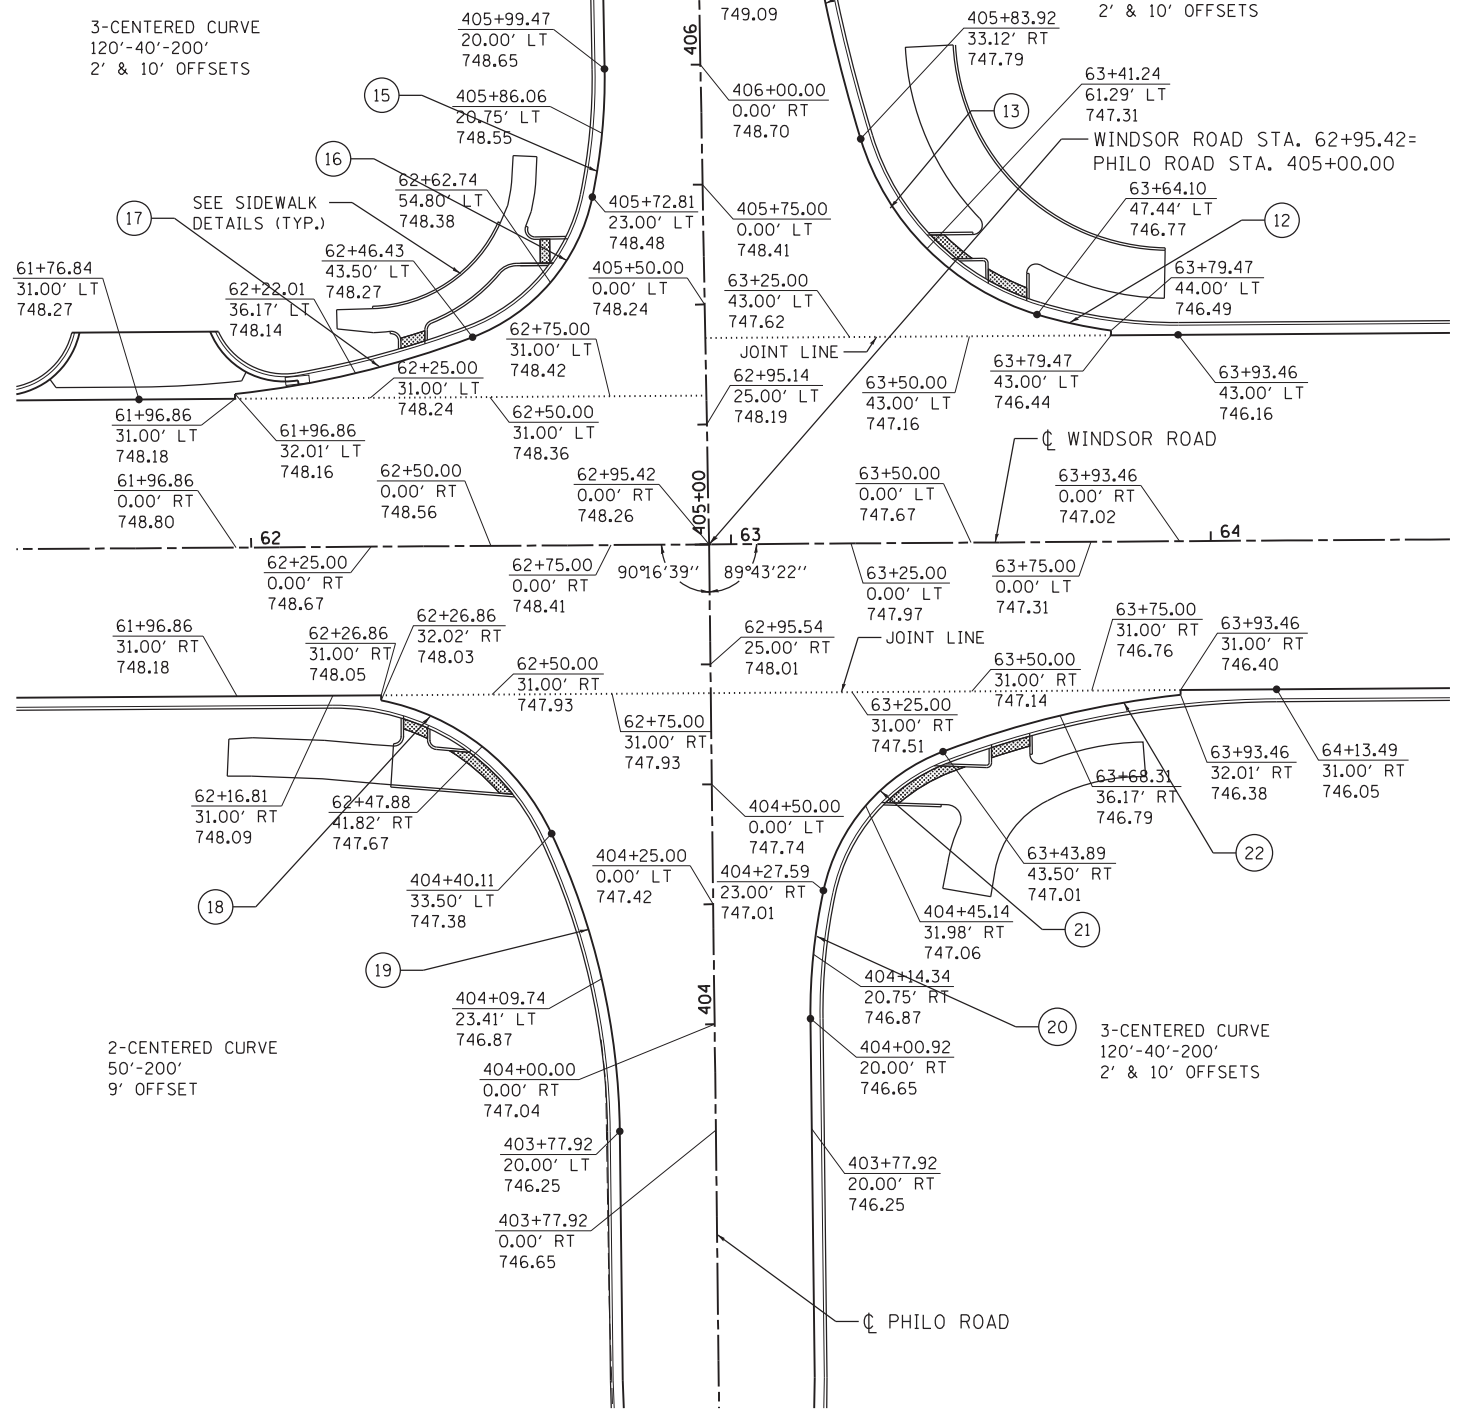 3-CENTERED CURVE
120'-40'-200'
2' & 10' OFFSETS
405+99.47
20.00' LT
748.65
749.09
406
405+83.92
33.12' RT
747.79
2' & 10' OFFSETS
15
405+86.06
20.75' LT
748.55
406+00.00
0.00' RT
748.70
63+41.24
61.29' LT
747.31
13
WINDSOR ROAD STA. 62+95.42=
PHILO ROAD STA. 405+00.00
16
62+62.74
54.80' LT
748.38
SEE SIDEWALK
DETAILS (TYP.)
17
405+72.81
23.00' LT
748.48
405+75.00
0.00' LT
748.41
63+64.10
47.44' LT
746.77
12
61+76.84
31.00' LT
748.27
62+22.01
36.17' LT
748.14
62+46.43
43.50' LT
748.27
405+50.00
0.00' LT
748.24
63+25.00
43.00' LT
747.62
63+79.47
44.00' LT
746.49
62+75.00
31.00' LT
748.42
JOINT LINE
62+25.00
31.00' LT
748.24
62+95.14
25.00' LT
748.19
63+50.00
43.00' LT
747.16
63+79.47
43.00' LT
746.44
63+93.46
43.00' LT
746.16
61+96.86
31.00' LT
748.18
61+96.86
32.01' LT
748.16
62+50.00
31.00' LT
748.36
℄ WINDSOR ROAD
61+96.86
0.00' RT
748.80
62+50.00
0.00' RT
748.56
62+95.42
0.00' RT
748.26
405+00
63+50.00
0.00' LT
747.67
63+93.46
0.00' RT
747.02
62
63
64
62+25.00
0.00' RT
748.67
62+75.00
0.00' RT
748.41
90°16'39''
89°43'22''
63+25.00
0.00' LT
747.97
63+75.00
0.00' LT
747.31
61+96.86
31.00' RT
748.18
62+26.86
31.00' RT
748.05
62+26.86
32.02' RT
748.03
62+95.54
25.00' RT
748.01
JOINT LINE
63+75.00
31.00' RT
746.76
63+93.46
31.00' RT
746.40
62+50.00
31.00' RT
747.93
63+50.00
31.00' RT
747.14
62+75.00
31.00' RT
747.93
63+25.00
31.00' RT
747.51
63+93.46
32.01' RT
746.38
64+13.49
31.00' RT
746.05
62+16.81
31.00' RT
748.09
62+47.88
41.82' RT
747.67
404+50.00
0.00' LT
747.74
63+68.31
36.17' RT
746.79
22
18
404+40.11
33.50' LT
747.38
404+25.00
0.00' LT
747.42
404+27.59
23.00' RT
747.01
63+43.89
43.50' RT
747.01
404+45.14
31.98' RT
747.06
21
19
404+14.34
20.75' RT
746.87
404+09.74
23.41' LT
746.87
404
20
3-CENTERED CURVE
120'-40'-200'
2' & 10' OFFSETS
2-CENTERED CURVE
50'-200'
9' OFFSET
404+00.92
20.00' RT
746.65
404+00.00
0.00' RT
747.04
403+77.92
20.00' LT
746.25
403+77.92
20.00' RT
746.25
403+77.92
0.00' RT
746.65
℄ PHILO ROAD